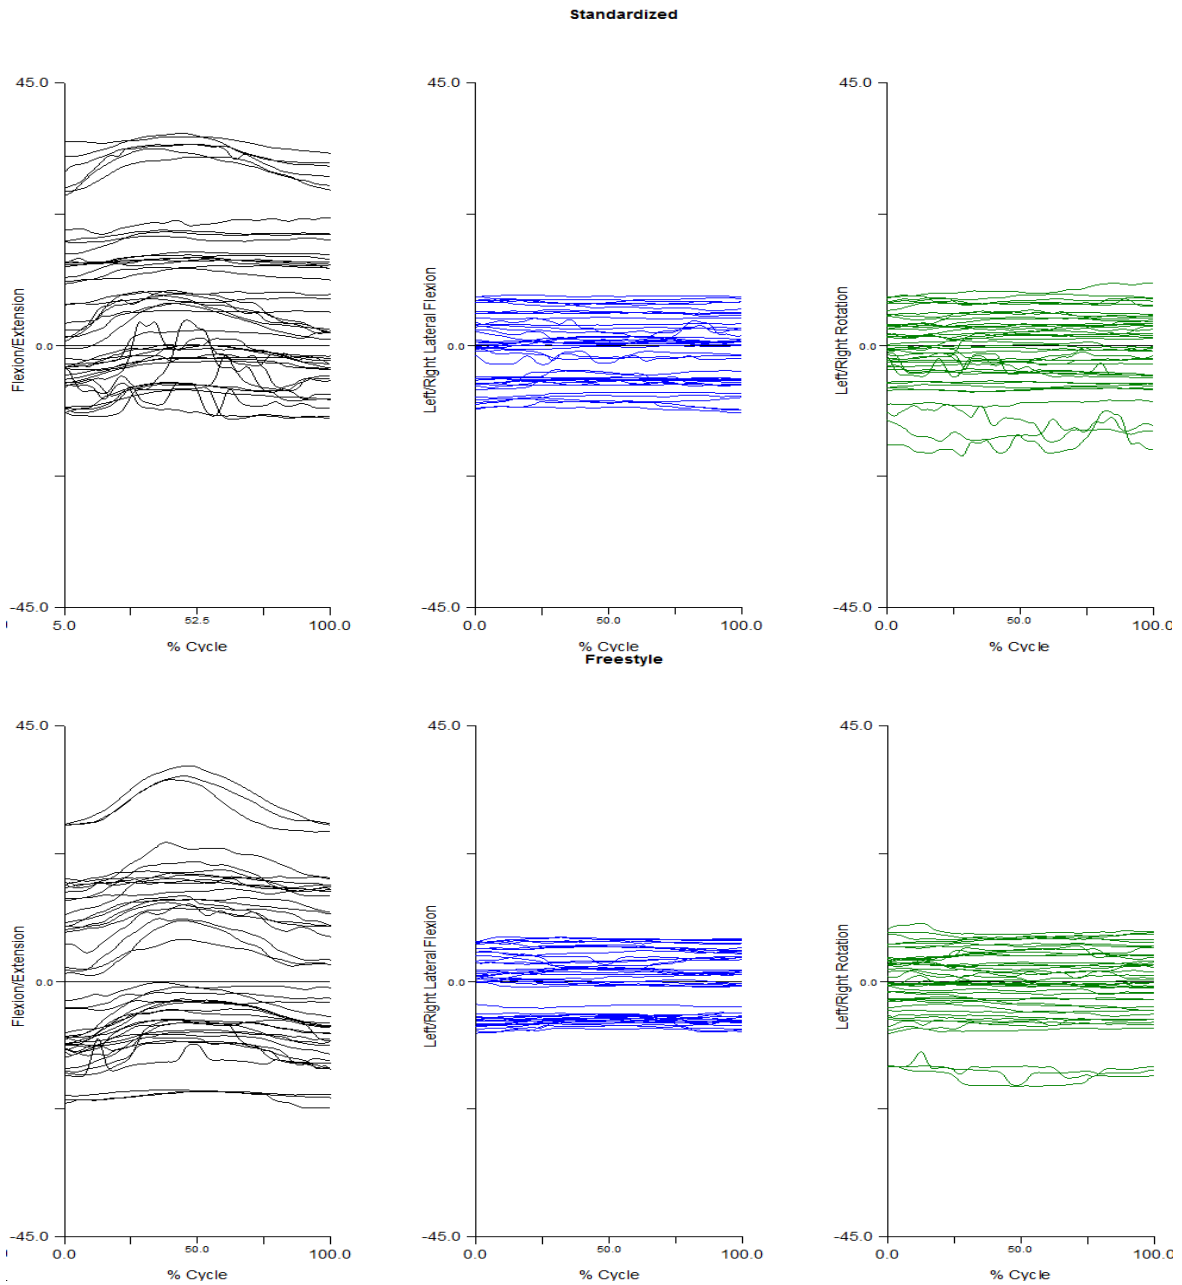 Standardized
45.0 45.0 45.0
Flexion/Extension Left/Right Lateral Flexion Left/Right Rotation
0.0 0.0 0.0
-45.0 -45.0 -45.0
5.0 52.5 100.0 0.0 50.0 100.0 0.0 50.0 100.0
% Cycle % Cycle % Cycle
Freestyle
45.0 45.0 45.0
Flexion/Extension Left/Right Lateral Flexion Left/Right Rotation
0.0 0.0 0.0
-45.0 -45.0 -45.0
0.0 50.0 100.0 0.0 50.0 100.0 0.0 50.0 100.0
% Cycle % Cycle % Cycle